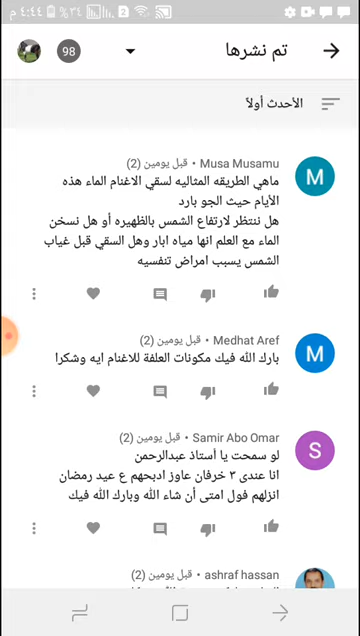 م ٤:٤٤
%٣٤
2
تم نشرها
98
الأحدث أولاً
Musa Musamu • قبل يومين (2)
ماهي الطريقه المثاليه لسقي الاغنام الماء هذه
الأيام حيث الجو بارد
هل ننتظر لارتفاع الشمس بالظهيره أو هل نسخن
الماء مع العلم انها مياه ابار وهل السقي قبل غياب
الشمس يسبب امراض تنفسيه
M
Medhat Aref • قبل يومين (2)
بارك الله فيك مكونات العلفة للاغنام ايه وشكرا
M
Samir Abo Omar • قبل يومين (2)
لو سمحت يا أستاذ عبدالرحمن
انا عندى ٣ خرفان عاوز ادبحهم ع عيد رمضان
انزلهم فول امتى أن شاء الله وبارك الله فيك
S
ashraf hassan • قبل يومين (2)